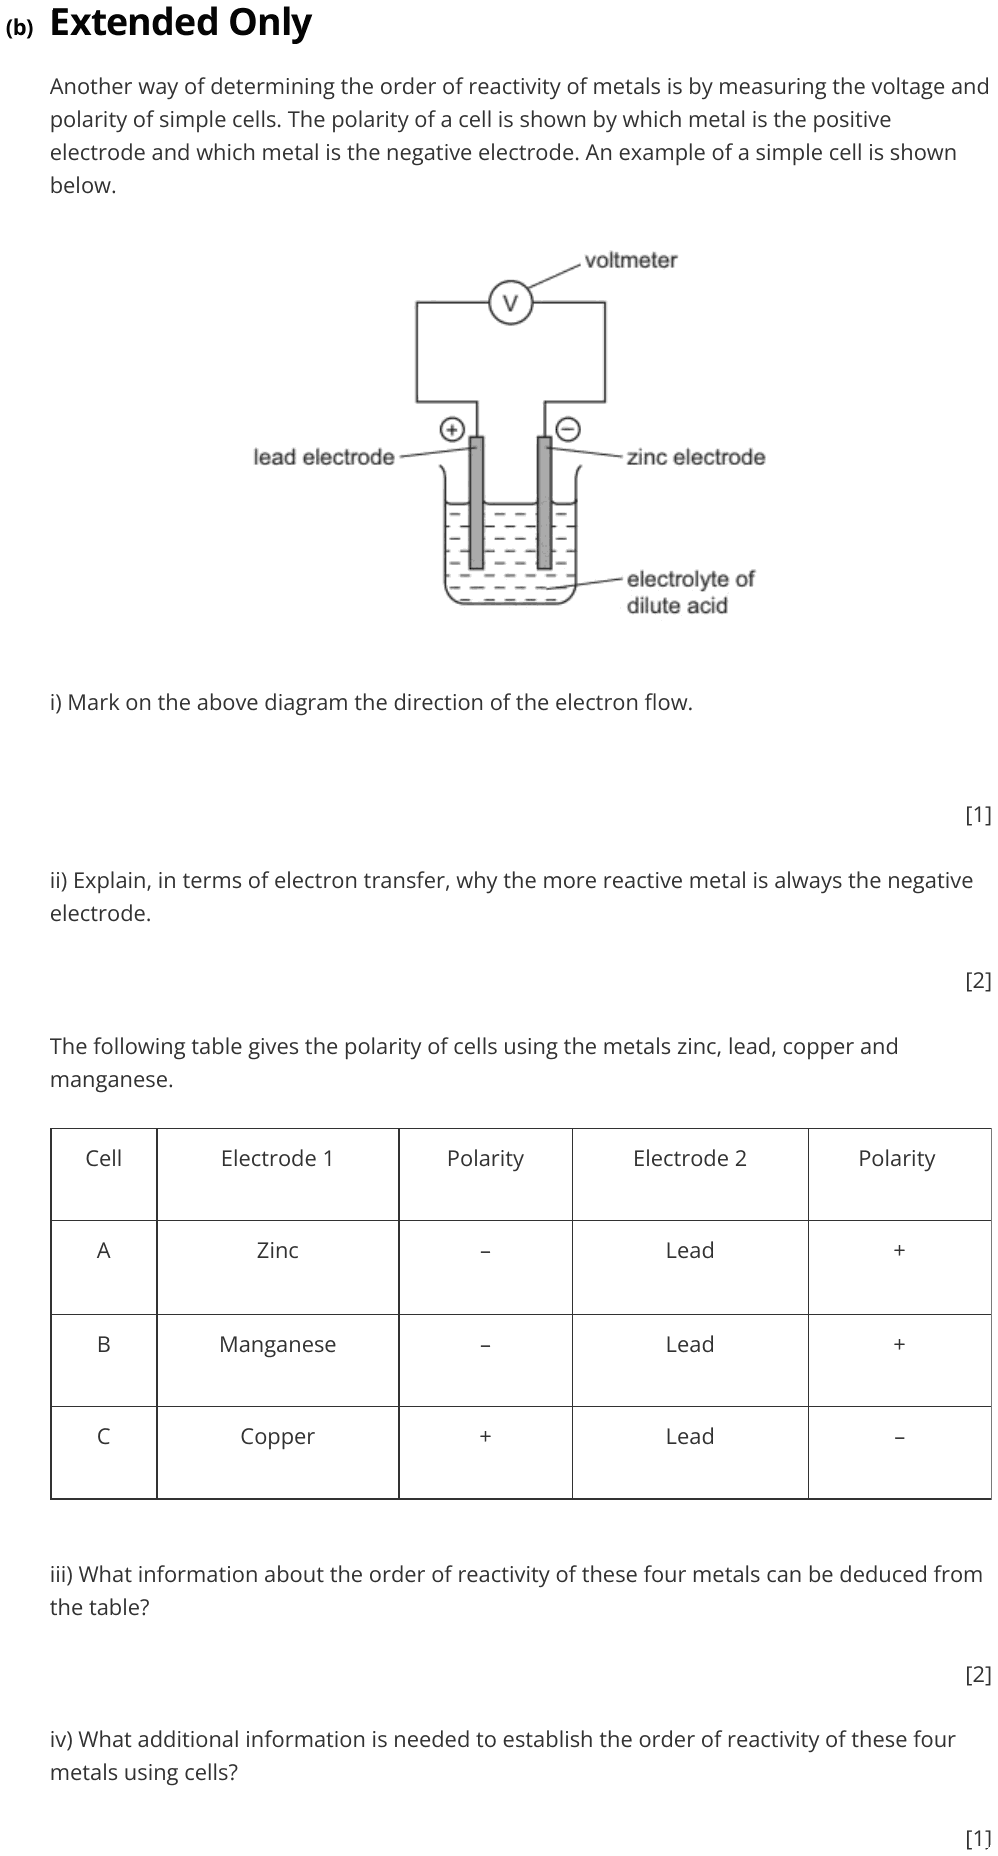 (b) Extended Only
Another way of determining the order of reactivity of metals is by measuring the voltage and
polarity of simple cells. The polarity of a cell is shown by which metal is the positive
electrode and which metal is the negative electrode. An example of a simple cell is shown
below.
voltmeter
V
+ −
lead electrode zinc electrode
electrolyte of
dilute acid
i) Mark on the above diagram the direction of the electron flow.
[1]
ii) Explain, in terms of electron transfer, why the more reactive metal is always the negative
electrode.
[2]
The following table gives the polarity of cells using the metals zinc, lead, copper and
manganese.
Cell Electrode 1 Polarity Electrode 2 Polarity
A Zinc – Lead +
B Manganese – Lead +
C Copper + Lead –
iii) What information about the order of reactivity of these four metals can be deduced from
the table?
[2]
iv) What additional information is needed to establish the order of reactivity of these four
metals using cells?
[1]